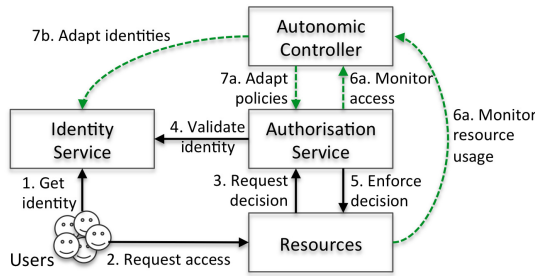 7b. Adapt identities
Autonomic
Controller
7a. Adapt
policies
6a. Monitor
access
6a. Monitor
resource
usage
Identity
Service
4. Validate
identity
Authorisation
Service
1. Get
identity
3. Request
decision
5. Enforce
decision
Users
2. Request access
Resources